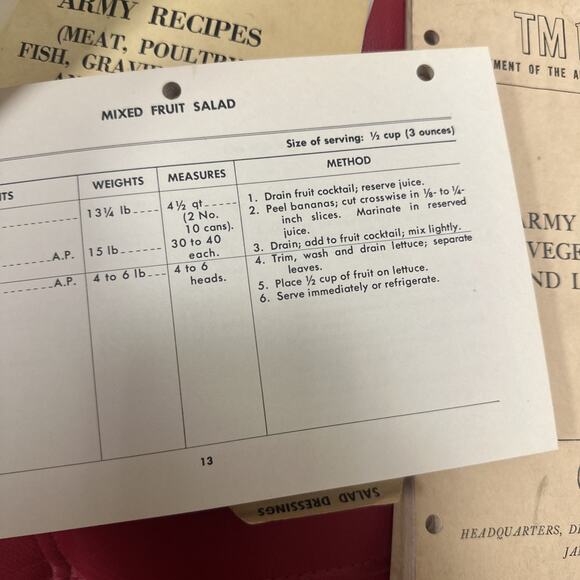 ARMY RECIPES
(MEAT, POULTRY
FISH, GRAVI
TM
MENT OF THE A
MIXED FRUIT SALAD
Size of serving: ½ cup (3 ounces)
WEIGHTS MEASURES METHOD
13¼ lb 4½ qt
(2 No.
10 cans).
A.P. 15 lb 30 to 40
each.
A.P. 4 to 6 lb 4 to 6
heads.
1. Drain fruit cocktail; reserve juice.
2. Peel bananas; cut crosswise in ⅛- to ¼-
inch slices. Marinate in reserved
juice.
3. Drain; add to fruit cocktail; mix lightly.
4. Trim, wash and drain lettuce; separate
leaves.
5. Place ½ cup of fruit on lettuce.
6. Serve immediately or refrigerate.
13
ARMY
VEGE
ND
SALAD DRESSINGS
HEADQUARTERS,